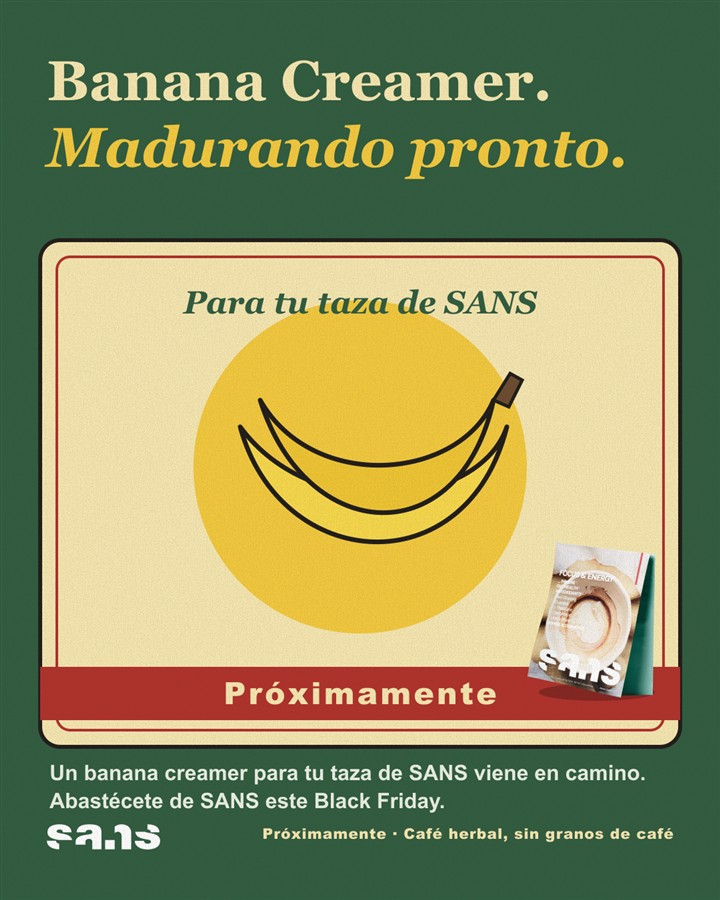 Banana Creamer.
Madurando pronto.
Para tu taza de SANS
FOCUS & ENERGY
sans
Próximamente
Un banana creamer para tu taza de SANS viene en camino.
Abastécete de SANS este Black Friday.
sans
Próximamente · Café herbal, sin granos de café